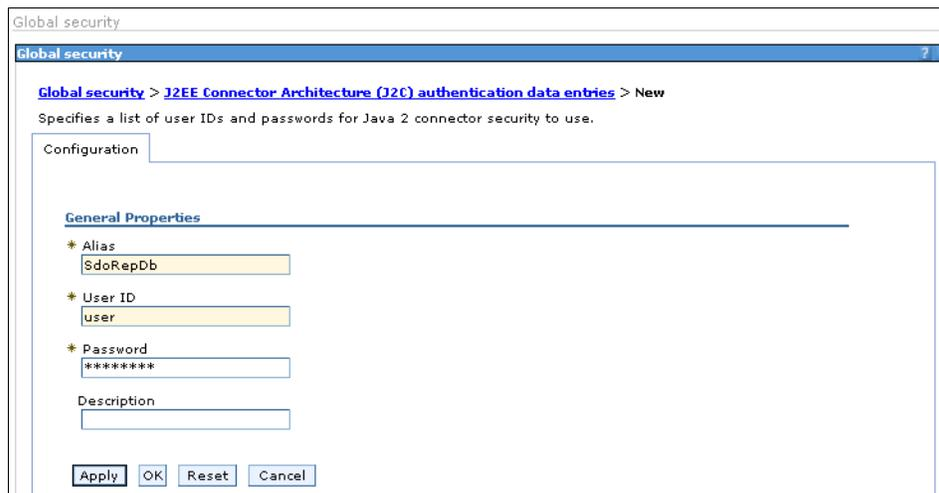 Global security
Global security ?
Global security > J2EE Connector Architecture (J2C) authentication data entries > New
Specifies a list of user IDs and passwords for Java 2 connector security to use.
Configuration
General Properties
* Alias
SdoRepDb
* User ID
user
* Password
********
Description
Apply OK Reset Cancel